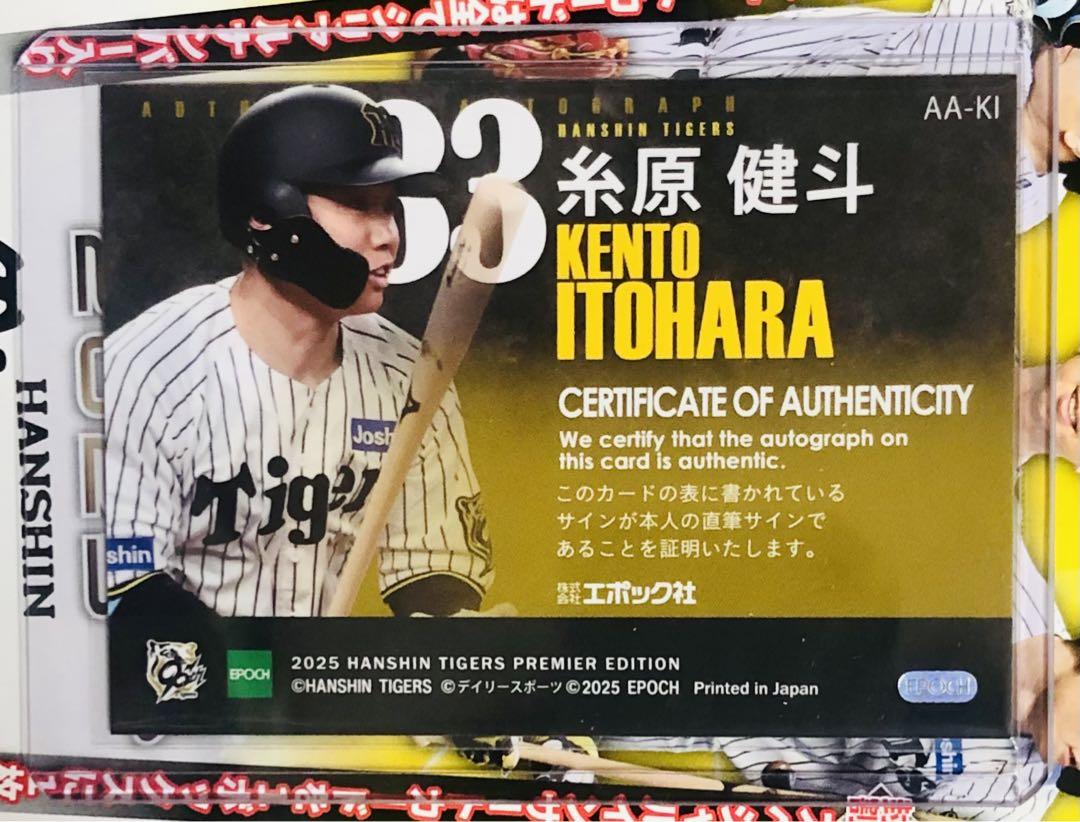 AUTOGRAPH
HANSHIN TIGERS
AA-KI
糸原 健斗
KENTO
ITOHARA
CERTIFICATE OF AUTHENTICITY
We certify that the autograph on
this card is authentic.
このカードの表に書かれている
サインが本人の直筆サインで
あることを証明いたします。
株式会社エポック社
Tiger
Josh
shin
EPOCH
2025 HANSHIN TIGERS PREMIER EDITION
©HANSHIN TIGERS ©デイリースポーツ ©2025 EPOCH Printed in Japan
EPOCH
HANSHIN